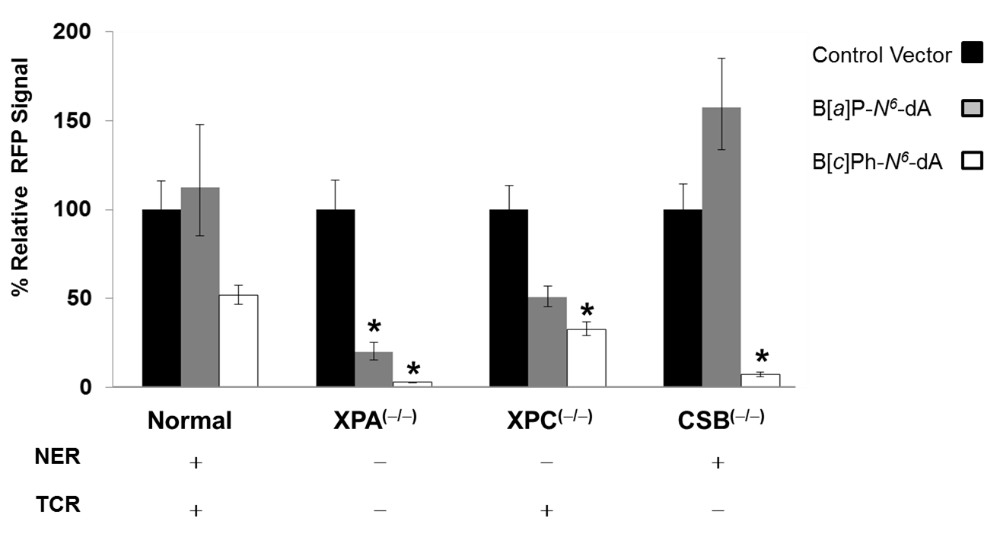 % Relative RFP Signal
200
150
100
50
0
Control Vector
B[a]P-N⁶-dA
B[c]Ph-N⁶-dA
*
*
*
*
Normal XPA(–/–) XPC(–/–) CSB(–/–)
NER + – – +
TCR + – + –